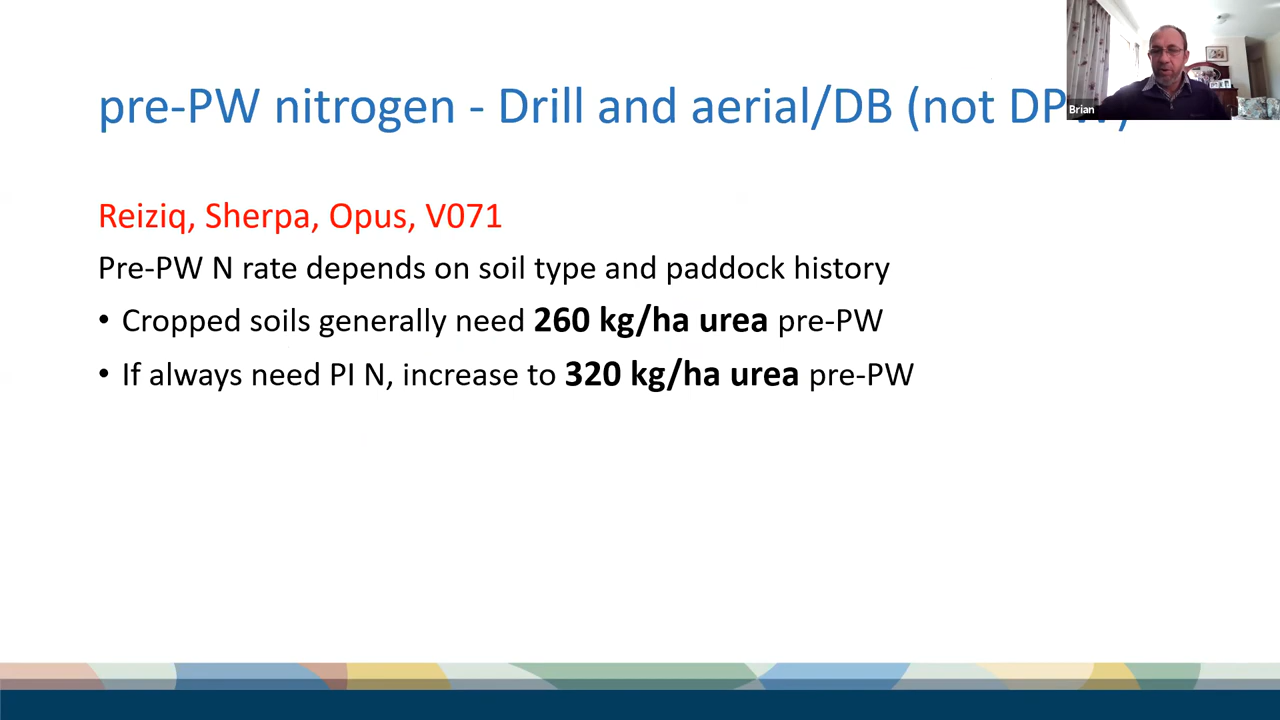 pre-PW nitrogen - Drill and aerial/DB (not
Brian
Reiziq, Sherpa, Opus, V071
Pre-PW N rate depends on soil type and paddock history
• Cropped soils generally need 260 kg/ha urea pre-PW
• If always need PI N, increase to 320 kg/ha urea pre-PW